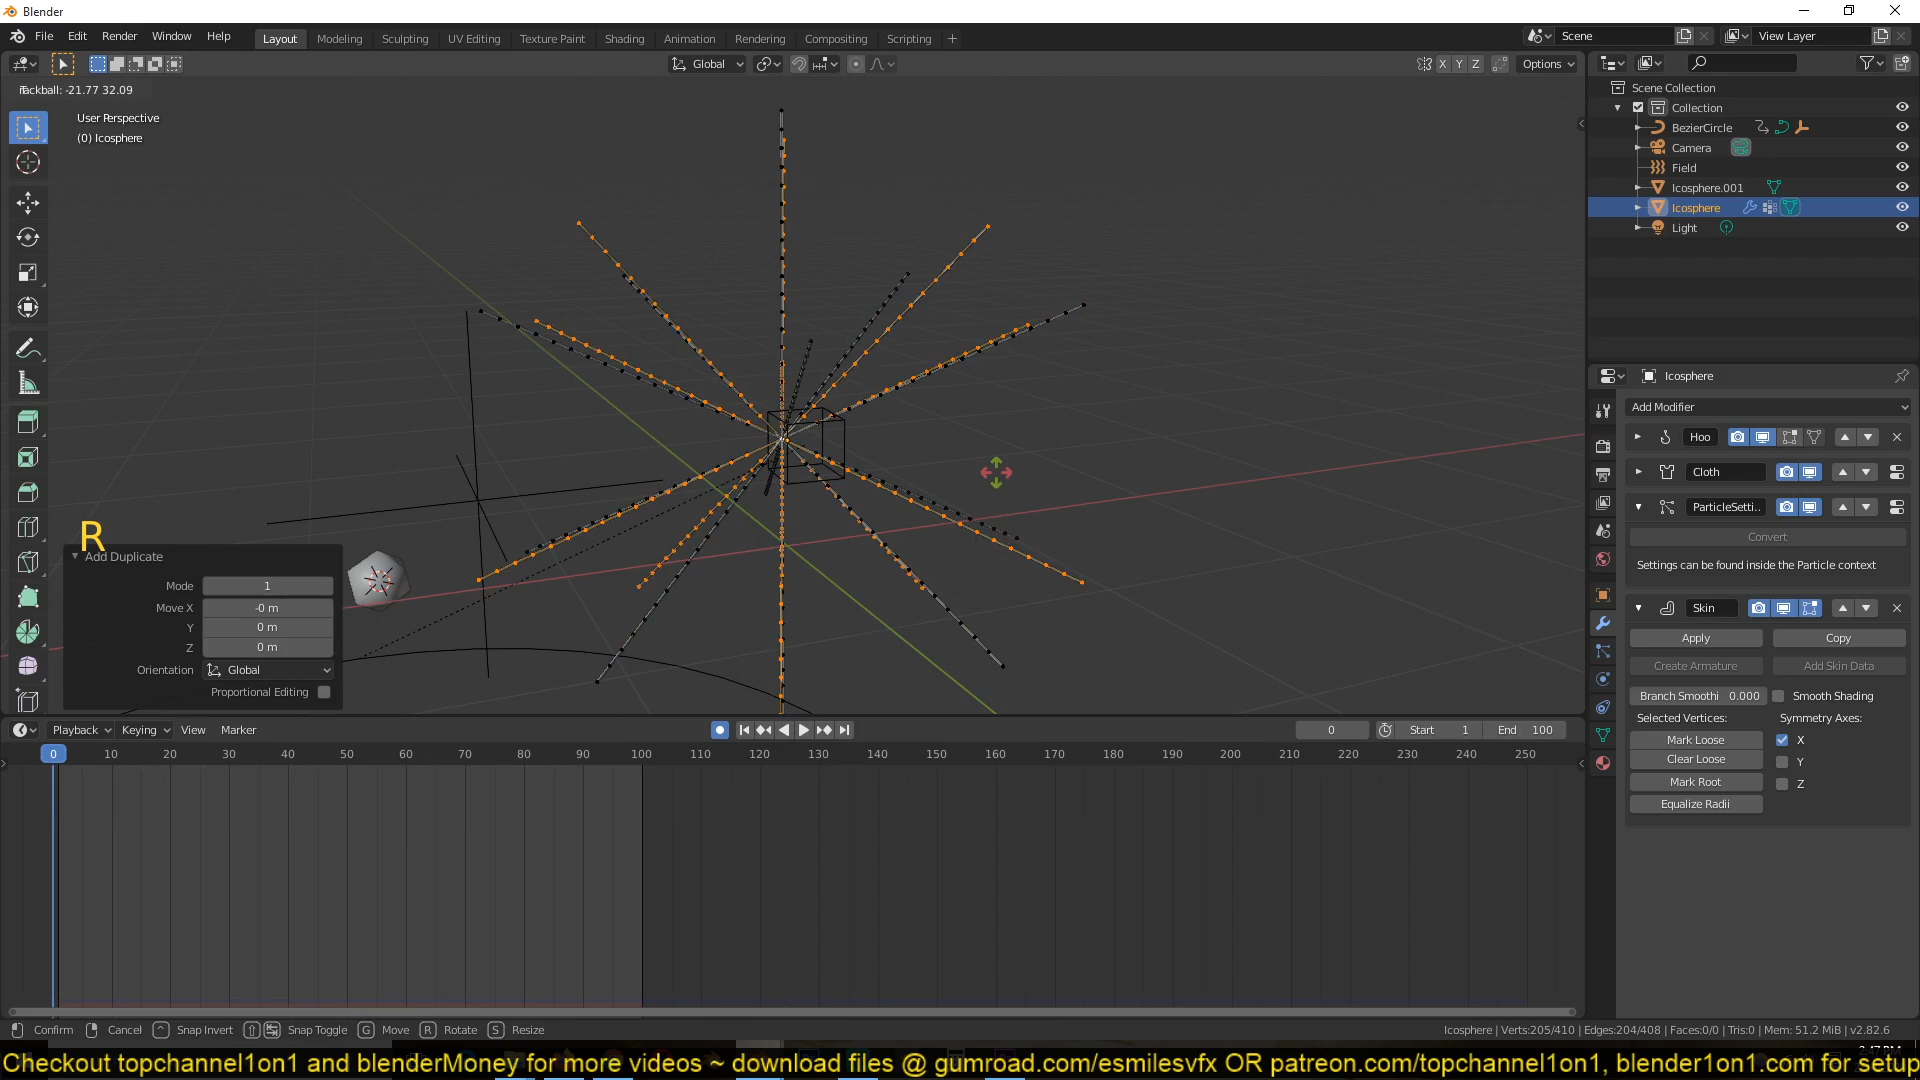 Blender
File Edit Render Window Help
Layout Modeling Sculpting UV Editing Texture Paint Shading Animation Rendering Compositing Scripting +
Scene
View Layer
Global
X Y Z
Options
Trackball: -21.77 32.09
User Perspective
(0) Icosphere
Scene Collection
Collection
BezierCircle
Camera
Field
Icosphere.001
Icosphere
Light
R
Add Duplicate
Mode 1
Move X -0 m
Y 0 m
Z 0 m
Orientation Global
Proportional Editing
Icosphere
Add Modifier
Hoo
Cloth
ParticleSetti..
Convert
Settings can be found inside the Particle context
Skin
Apply Copy
Create Armature Add Skin Data
Branch Smoothi 0.000 Smooth Shading
Selected Vertices: Symmetry Axes:
Mark Loose X
Clear Loose Y
Mark Root Z
Equalize Radii
Playback Keying View Marker
0 Start 1 End 100
0 10 20 30 40 50 60 70 80 90 100 110 120 130 140 150 160 170 180 190 200 210 220 230 240 250
Confirm Cancel Snap Invert Snap Toggle G Move R Rotate S Resize
Icosphere | Verts:205/410 | Edges:204/408 | Faces:0/0 | Tris:0 | Mem: 51.2 MiB | v2.82.6
Checkout topchannel1on1 and blenderMoney for more videos ~ download files @ gumroad.com/esmilesvfx OR patreon.com/topchannel1on1, blender1on1.com for setup